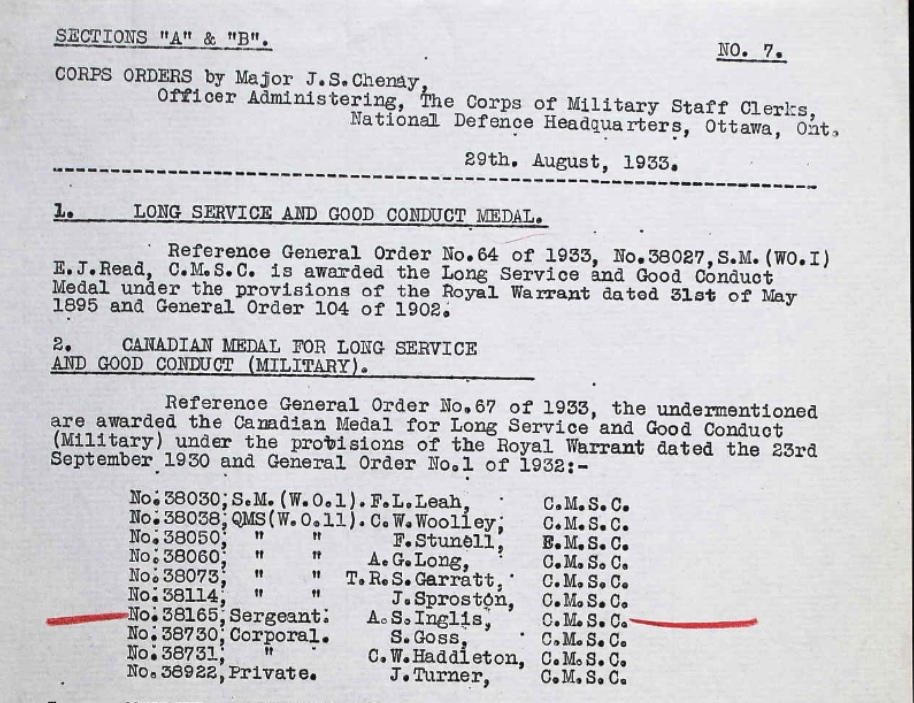 SECTIONS "A" & "B".
NO. 7.
CORPS ORDERS by Major J.S.Chenay,
Officer Administering, The Corps of Military Staff Clerks,
National Defence Headquarters, Ottawa, Ont.
29th. August, 1933.
1. LONG SERVICE AND GOOD CONDUCT MEDAL.
Reference General Order No.64 of 1933, No.38027,S.M.(WO.I)
E.J.Read, C.M.S.C. is awarded the Long Service and Good Conduct
Medal under the provisions of the Royal Warrant dated 31st of May
1895 and General Order 104 of 1902.
2. CANADIAN MEDAL FOR LONG SERVICE
AND GOOD CONDUCT (MILITARY).
Reference General Order No.67 of 1933, the undermentioned
are awarded the Canadian Medal for Long Service and Good Conduct
(Military) under the provisions of the Royal Warrant dated the 23rd
September 1930 and General Order No.1 of 1932:-
No.38030, S.M.(W.O.1). F.L.Leah, C.M.S.C.
No.38038, QMS(W.O.11). C.W.Woolley, C.M.S.C.
No.38050, " " F.Stunell, E.M.S.C.
No.38060, " " A.G.Long, C.M.S.C.
No.38073, " " T.R.S.Garratt, C.M.S.C.
No.38114, " " J.Sproston, C.M.S.C.
No.38165, Sergeant. A.S.Inglis, C.M.S.C.
No.38730, Corporal. S.Goss, C.M.S.C.
No.38731, " C.W.Haddleton, C.M.S.C.
No.38922, Private. J.Turner, C.M.S.C.